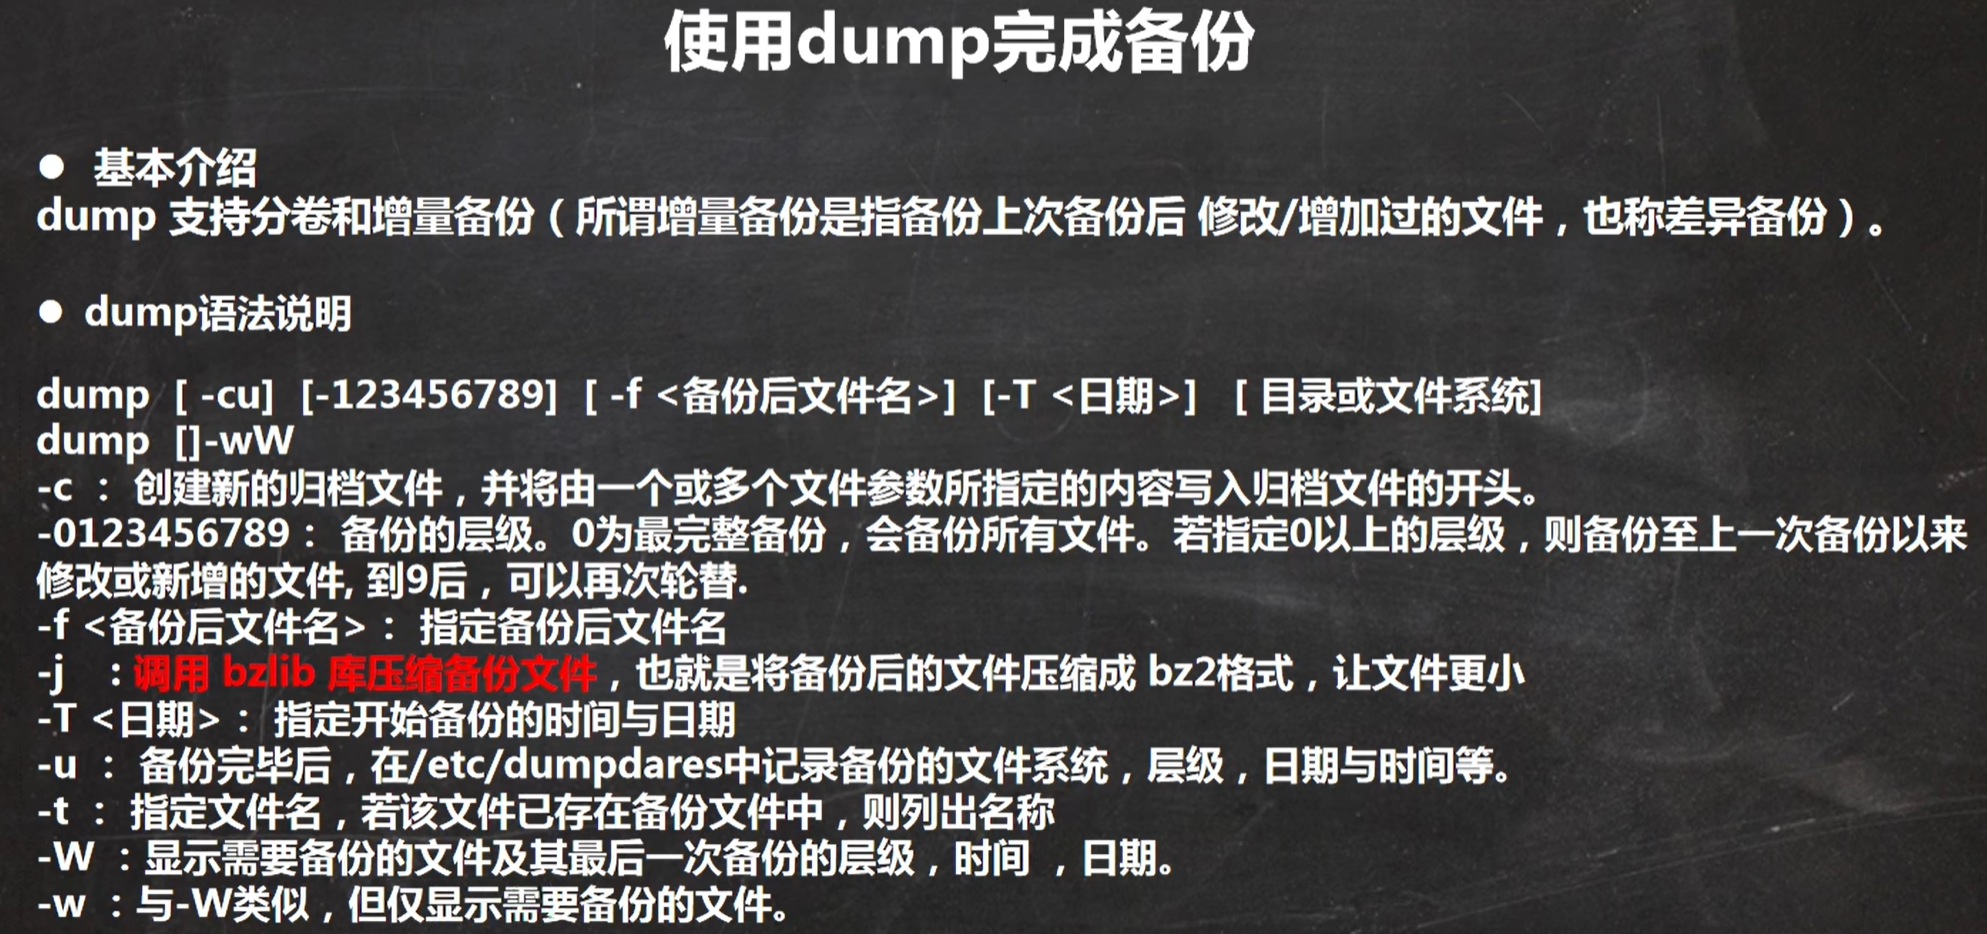 使用dump完成备份
● 基本介绍
dump 支持分卷和增量备份（所谓增量备份是指备份上次备份后 修改/增加过的文件，也称差异备份）。
● dump语法说明
dump [ -cu] [-123456789] [ -f <备份后文件名>] [-T <日期>] [ 目录或文件系统]
dump []-wW
-c ： 创建新的归档文件，并将由一个或多个文件参数所指定的内容写入归档文件的开头。
-0123456789： 备份的层级。0为最完整备份，会备份所有文件。若指定0以上的层级，则备份至上一次备份以来
修改或新增的文件, 到9后，可以再次轮替.
-f <备份后文件名>： 指定备份后文件名
-j ：调用 bzlib 库压缩备份文件，也就是将备份后的文件压缩成 bz2格式，让文件更小
-T <日期>： 指定开始备份的时间与日期
-u ： 备份完毕后，在/etc/dumpdares中记录备份的文件系统，层级，日期与时间等。
-t ： 指定文件名，若该文件已存在备份文件中，则列出名称
-W ：显示需要备份的文件及其最后一次备份的层级，时间 ，日期。
-w ：与-W类似，但仅显示需要备份的文件。